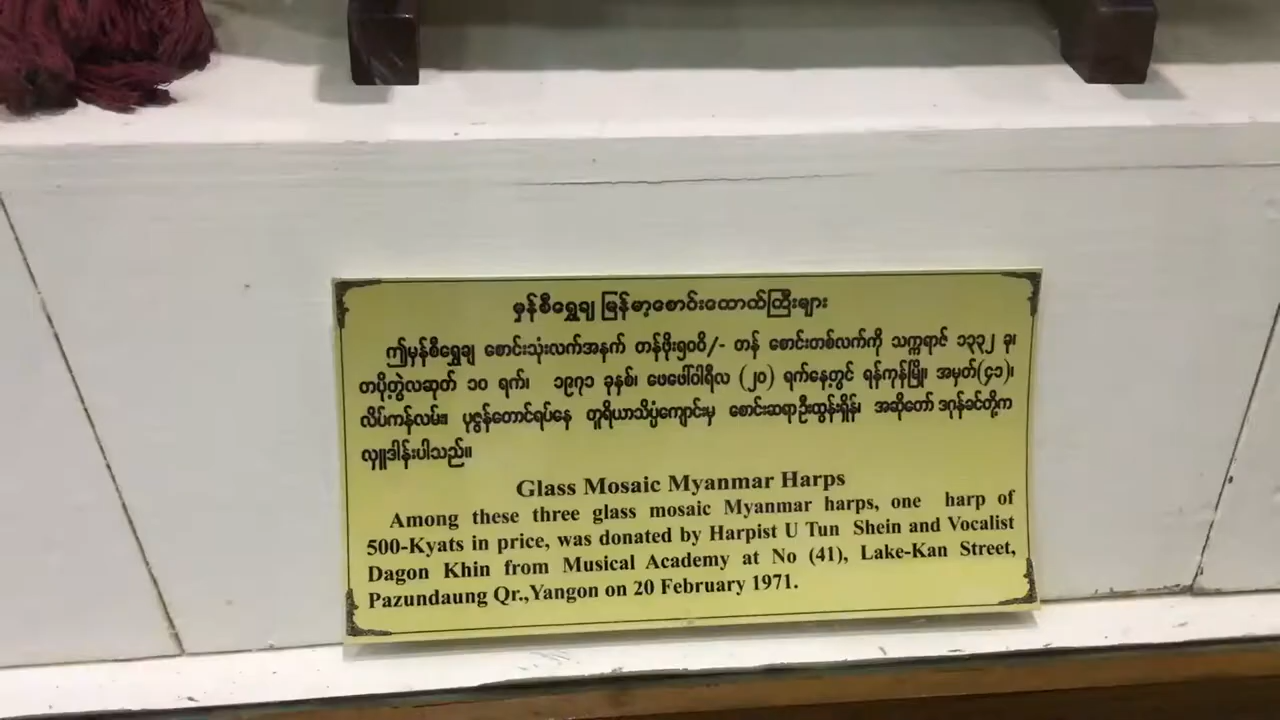 မှန်စီရွှေချ မြန်မာ့စောင်းထောက်ကြီးများ
ဤမှန်စီရွှေချ စောင်းသုံးလက်အနက် တန်ဖိုး၅၀၀ိ/- တန် စောင်းတစ်လက်ကို သက္ကရာဇ် ၁၃၃၂ ခု၊
တပို့တွဲလဆုတ် ၁၀ ရက်၊ ၁၉၇၁ ခုနှစ်၊ ဖေဖေါ်ဝါရီလ (၂၀) ရက်နေ့တွင် ရန်ကုန်မြို့၊ အမှတ်(၄၁)၊
လိပ်ကန်လမ်း။ ပုဇွန်တောင်ရပ်နေ တူရိယာသိပ္ပံကျောင်းမှ စောင်းဆရာဦးထွန်းရှိန်၊ အဆိုတော် ဒဂုန်ခင်တို့က
လှူဒါန်းပါသည်။
Glass Mosaic Myanmar Harps
Among these three glass mosaic Myanmar harps, one harp of
500-Kyats in price, was donated by Harpist U Tun Shein and Vocalist
Dagon Khin from Musical Academy at No (41), Lake-Kan Street,
Pazundaung Qr.,Yangon on 20 February 1971.